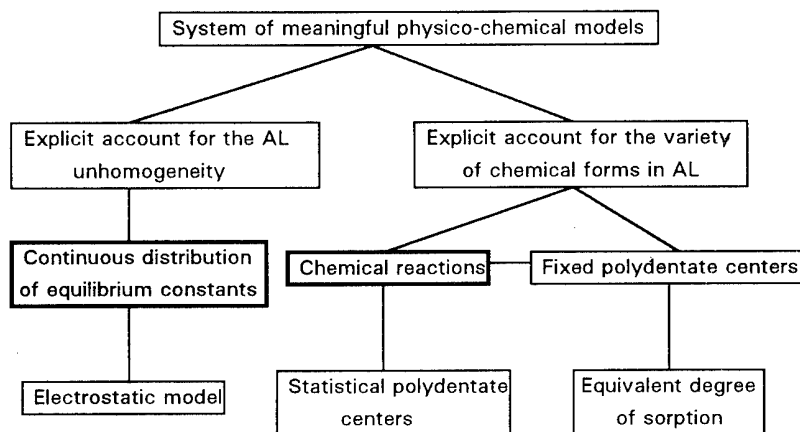 System of meaningful physico-chemical models
Explicit account for the AL
unhomogeneity
Explicit account for the variety
of chemical forms in AL
Continuous distribution
of equilibrium constants
Chemical reactions
Fixed polydentate centers
Electrostatic model
Statistical polydentate
centers
Equivalent degree
of sorption